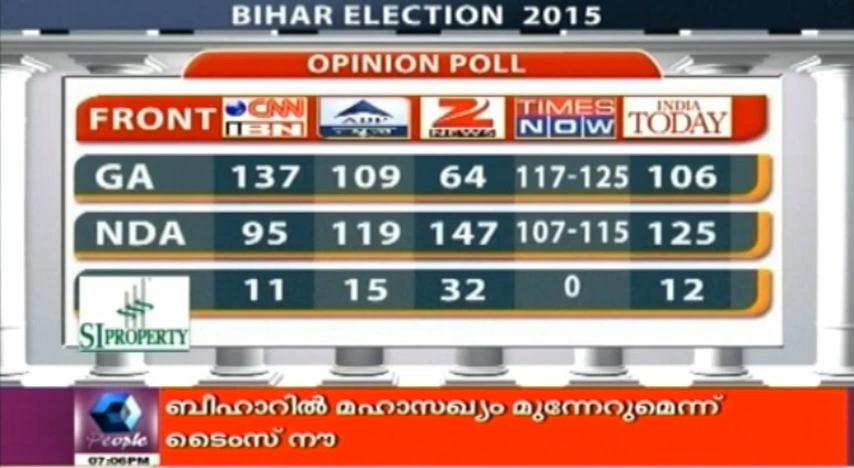 BIHAR ELECTION 2015
OPINION POLL
FRONT CNN IBN ABP ZEE NEWS TIMES NOW INDIA TODAY
GA 137 109 64 117-125 106
NDA 95 119 147 107-115 125
SI PROPERTY 11 15 32 0 12
ബീഹാറിൽ മഹാസഖ്യം മുന്നേറുമെന്ന്
ടൈംസ് നൗ
People
07:06PM